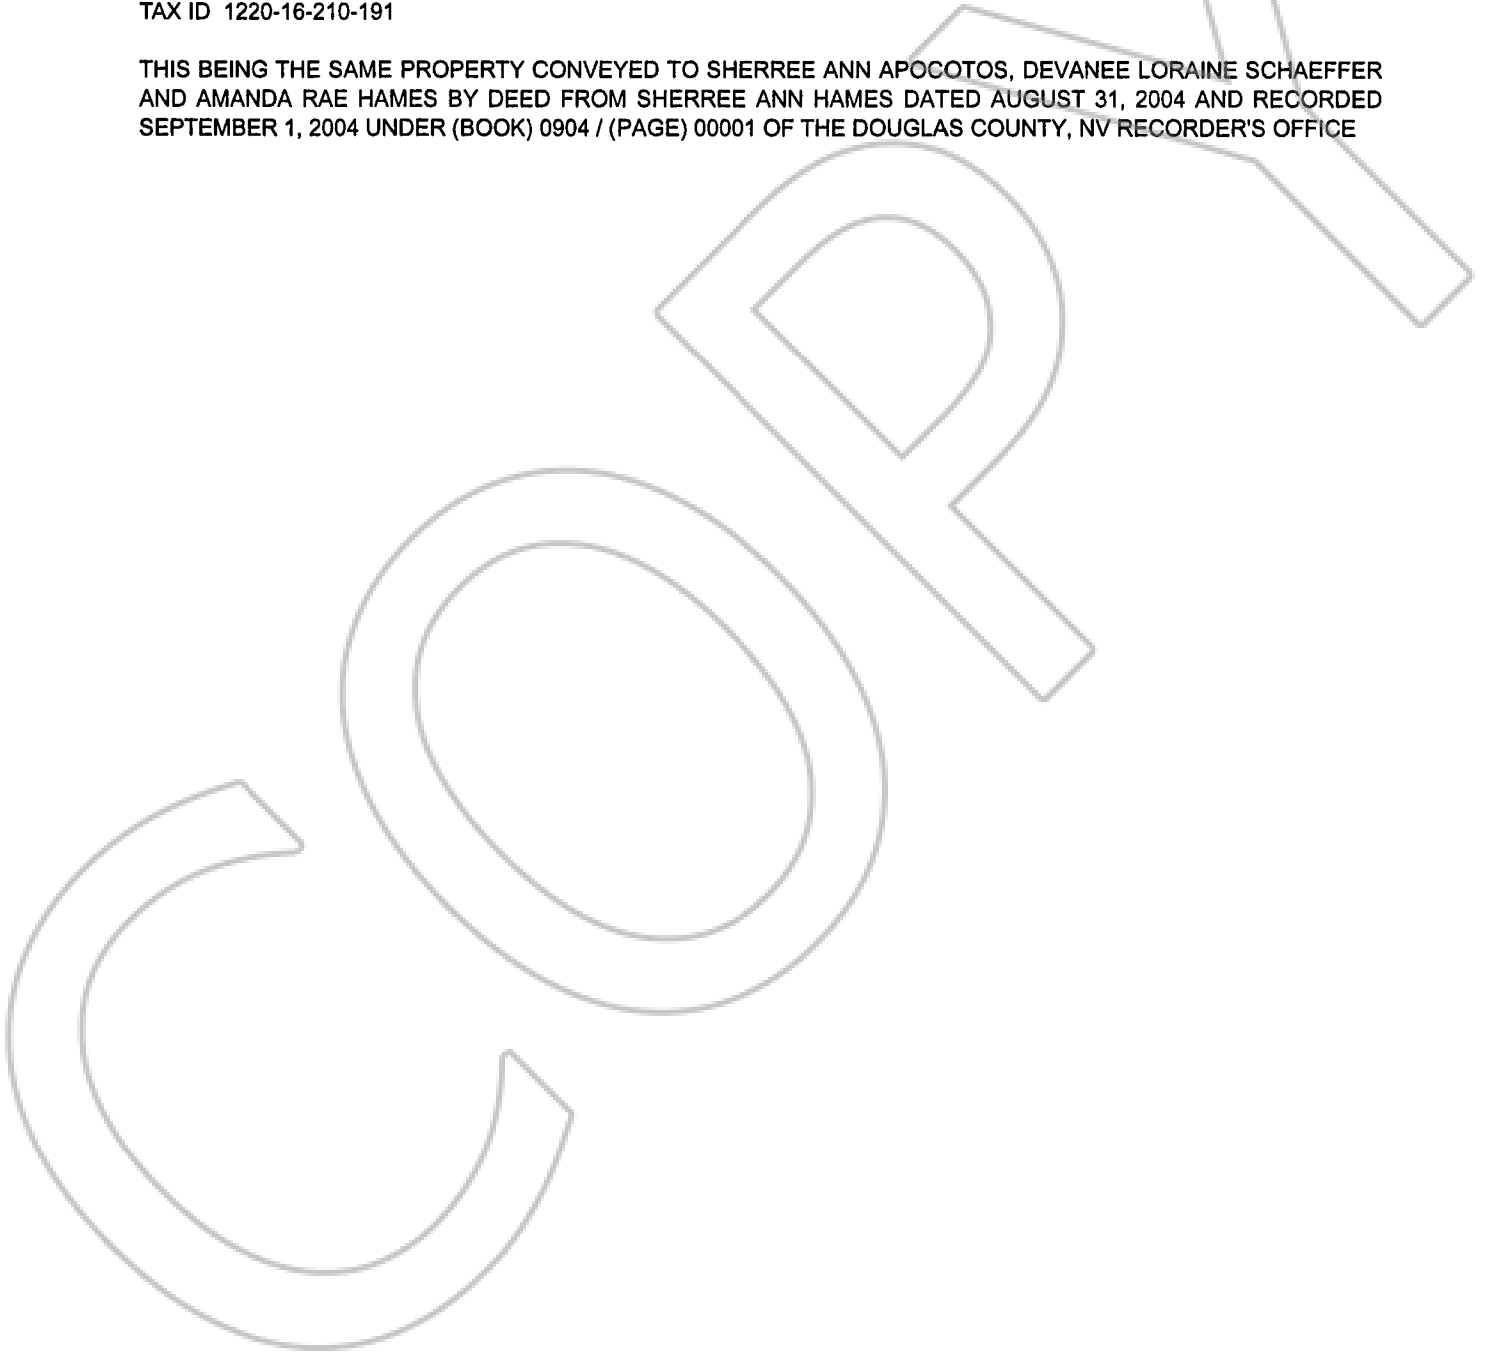 TAX ID 1220-16-210-191
THIS BEING THE SAME PROPERTY CONVEYED TO SHERREE ANN APOCOTOS, DEVANEE LORAINE SCHAEFFER
AND AMANDA RAE HAMES BY DEED FROM SHERREE ANN HAMES DATED AUGUST 31, 2004 AND RECORDED
SEPTEMBER 1, 2004 UNDER (BOOK) 0904 / (PAGE) 00001 OF THE DOUGLAS COUNTY, NV RECORDER'S OFFICE
COPY